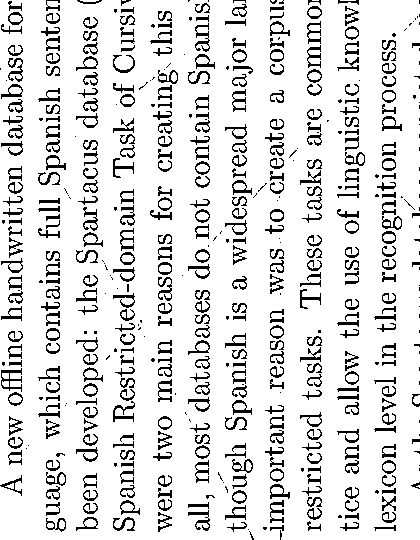 A new offline handwritten database for
guage, which contains full Spanish senten
been developed: the Spartacus database (
Spanish Restricted-domain Task of Cursiv
were two main reasons for creating this
all, most databases do not contain Spanis
though Spanish is a widespread major la
important reason was to create a corpus
restricted tasks. These tasks are common
tice and allow the use of linguistic knowl
lexicon level in the recognition process.